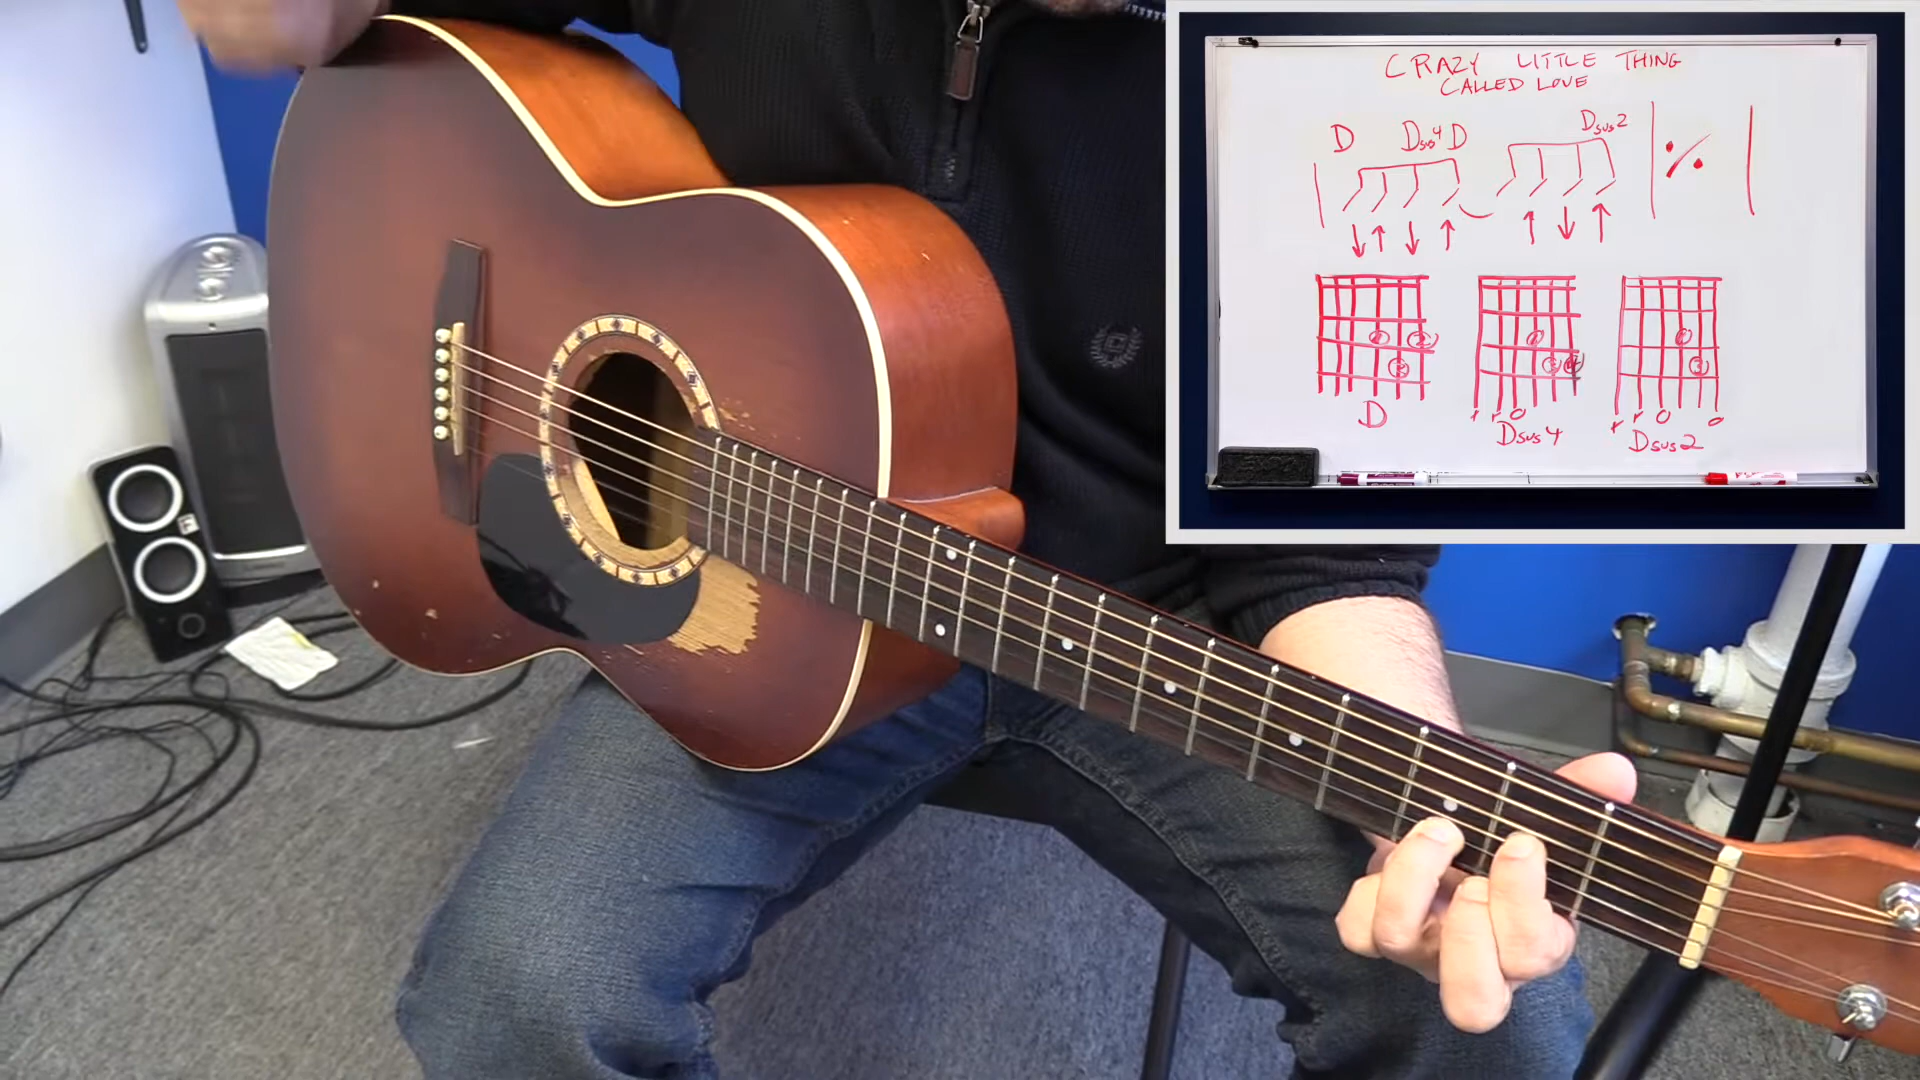 CRAZY LITTLE THING
CALLED LOVE
D Dsus4 D Dsus2
D
Dsus4
Dsus2